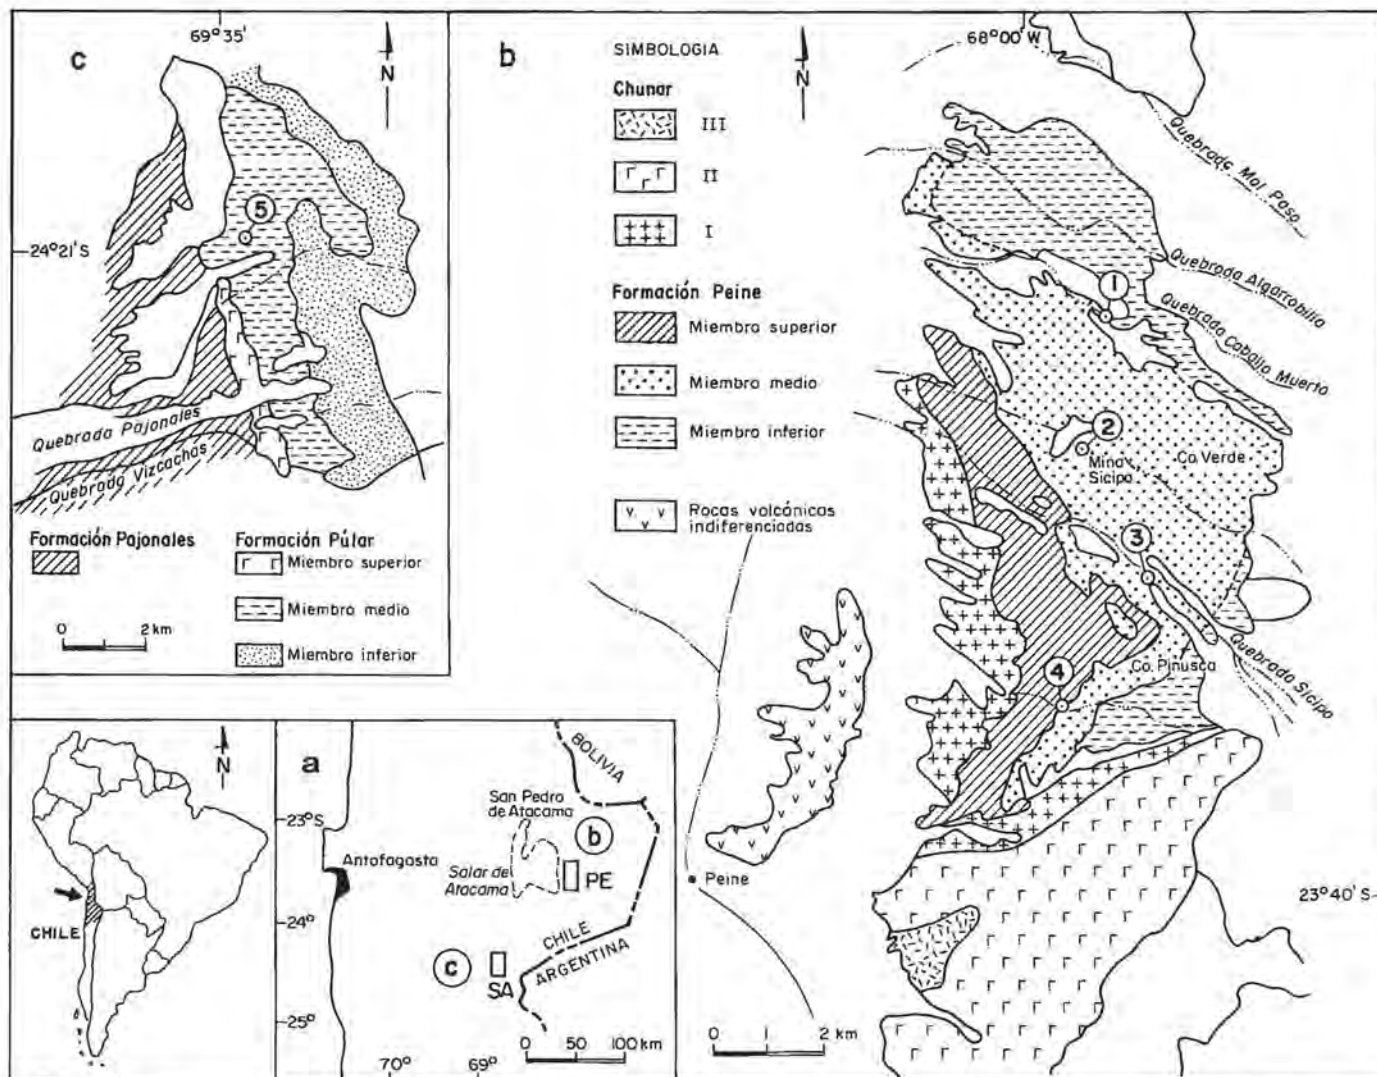 c
69°35'
N
24°21'S
5
Quebrada Pajonales
Quebrada Vizcachas
Formación Pajonales
Formación Púlar
Miembro superior
Miembro medio
Miembro inferior
0 2 km
b
SIMBOLOGIA
N
Chunar
III
II
I
Formación Peine
Miembro superior
Miembro medio
Miembro inferior
Rocas volcánicas
indiferenciadas
68°00' W
Quebrada Mal Paso
Quebrada Algarrobilla
Quebrada Caballo Muerto
1
2
Mina
Sicipo
Co. Verde
3
Quebrada Sicipo
Co. Pinusca
4
Peine
23°40' S
0 1 2 km
N
CHILE
a
BOLIVIA
San Pedro
de Atacama
23°S
b
Antofagasta
Salar de
Atacama
PE
24°
CHILE
ARGENTINA
c
SA
25°
0 50 100 km
70°
69°